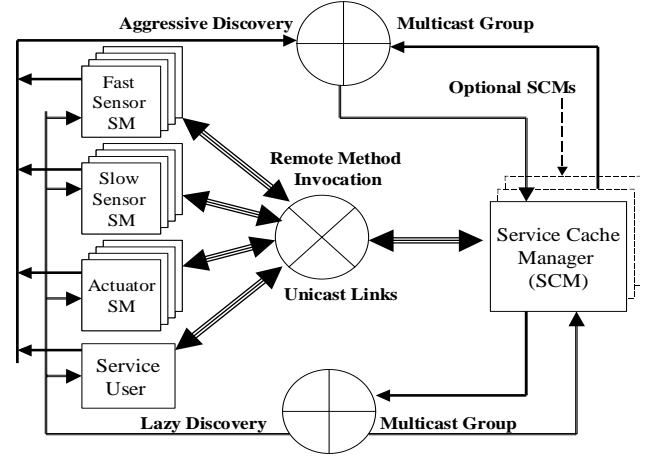 Aggressive Discovery
Multicast Group
Optional SCMs
Fast
Sensor
SM
Slow
Sensor
SM
Actuator
SM
Service
User
Remote Method
Invocation
Unicast Links
Service Cache
Manager
(SCM)
Lazy Discovery
Multicast Group